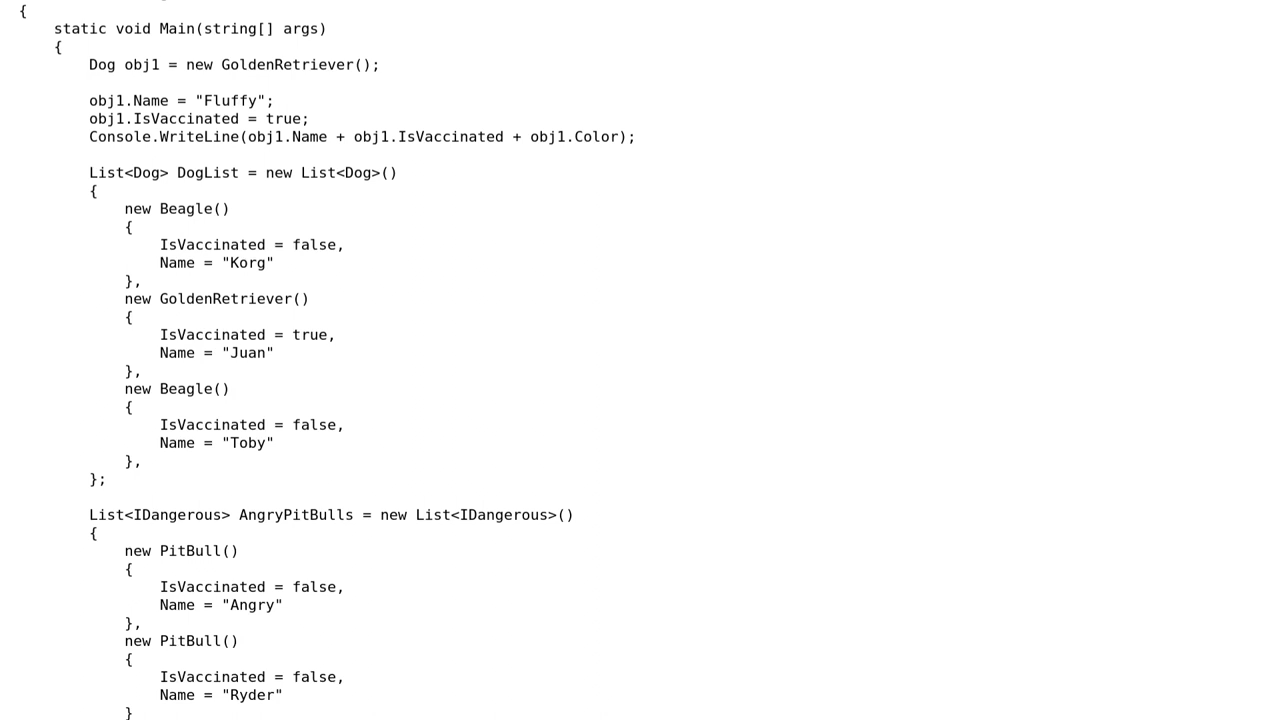 {
    static void Main(string[] args)
    {
        Dog obj1 = new GoldenRetriever();

        obj1.Name = "Fluffy";
        obj1.IsVaccinated = true;
        Console.WriteLine(obj1.Name + obj1.IsVaccinated + obj1.Color);

        List<Dog> DogList = new List<Dog>()
        {
            new Beagle()
            {
                IsVaccinated = false,
                Name = "Korg"
            },
            new GoldenRetriever()
            {
                IsVaccinated = true,
                Name = "Juan"
            },
            new Beagle()
            {
                IsVaccinated = false,
                Name = "Toby"
            },
        };

        List<IDangerous> AngryPitBulls = new List<IDangerous>()
        {
            new PitBull()
            {
                IsVaccinated = false,
                Name = "Angry"
            },
            new PitBull()
            {
                IsVaccinated = false,
                Name = "Ryder"
            }